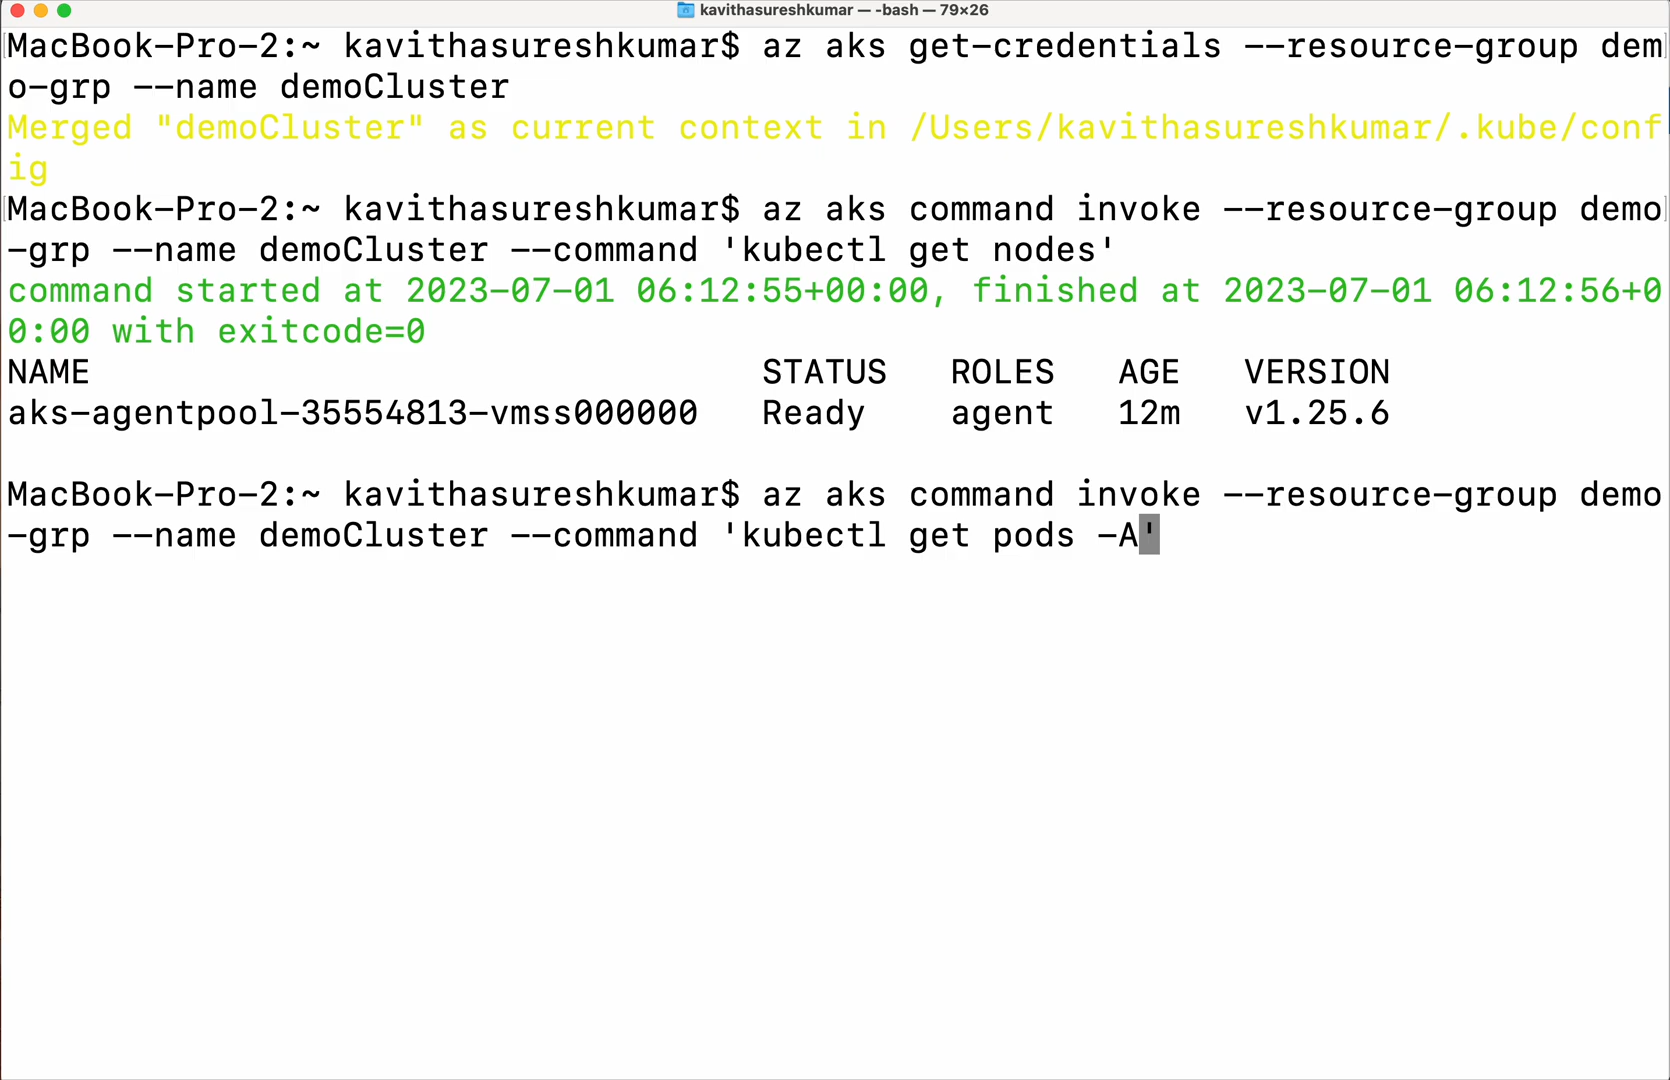 kavithasureshkumar — -bash — 79×26
MacBook-Pro-2:~ kavithasureshkumar$ az aks get-credentials --resource-group dem
o-grp --name demoCluster
Merged "demoCluster" as current context in /Users/kavithasureshkumar/.kube/conf
ig
MacBook-Pro-2:~ kavithasureshkumar$ az aks command invoke --resource-group demo
-grp --name demoCluster --command 'kubectl get nodes'
command started at 2023-07-01 06:12:55+00:00, finished at 2023-07-01 06:12:56+0
0:00 with exitcode=0
NAME                                STATUS   ROLES   AGE   VERSION
aks-agentpool-35554813-vmss000000   Ready    agent   12m   v1.25.6
MacBook-Pro-2:~ kavithasureshkumar$ az aks command invoke --resource-group demo
-grp --name demoCluster --command 'kubectl get pods -A'